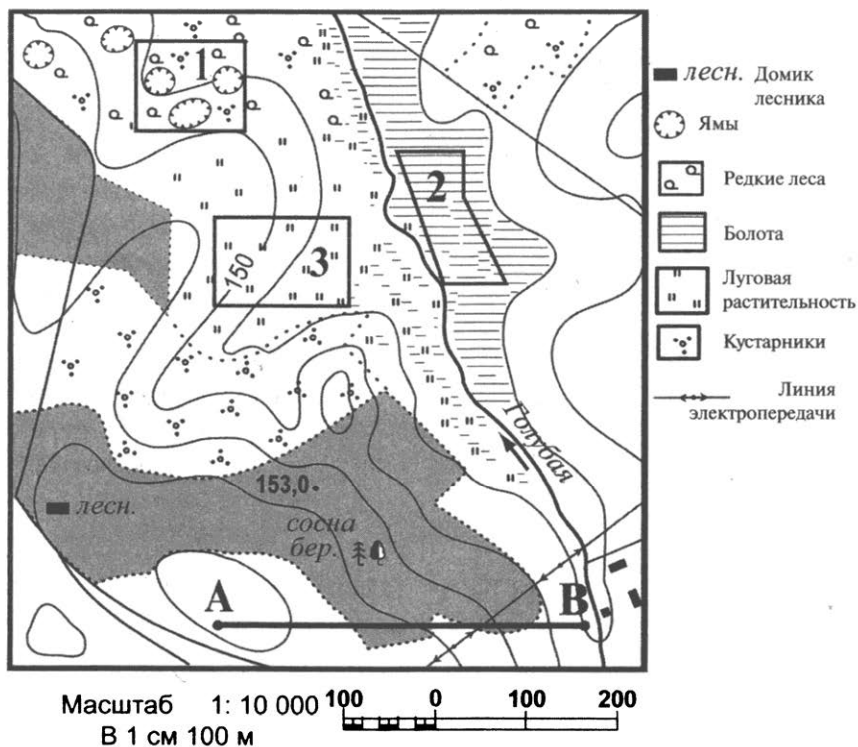 1
2
3
150
Голубая
153,0
лесн.
сосна
бер.
А
В
лесн. Домик
лесника
Ямы
Редкие леса
Болота
Луговая
растительность
Кустарники
Линия
электропередачи
Масштаб 1: 10 000
100 0 100 200
В 1 см 100 м